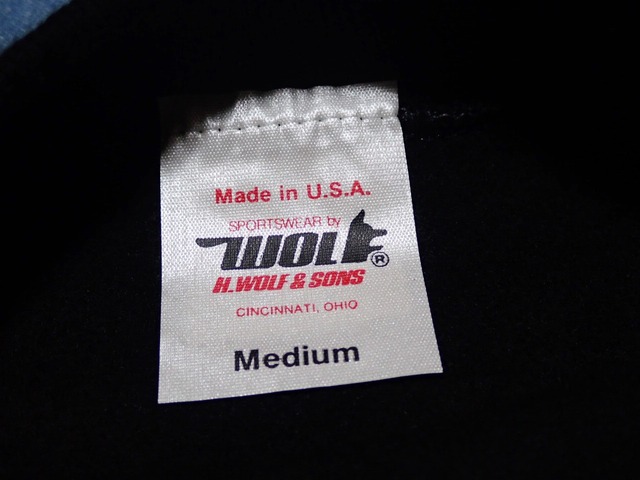 Made in U.S.A.
SPORTSWEAR by
WOLF®
H.WOLF & SONS
CINCINNATI, OHIO
Medium